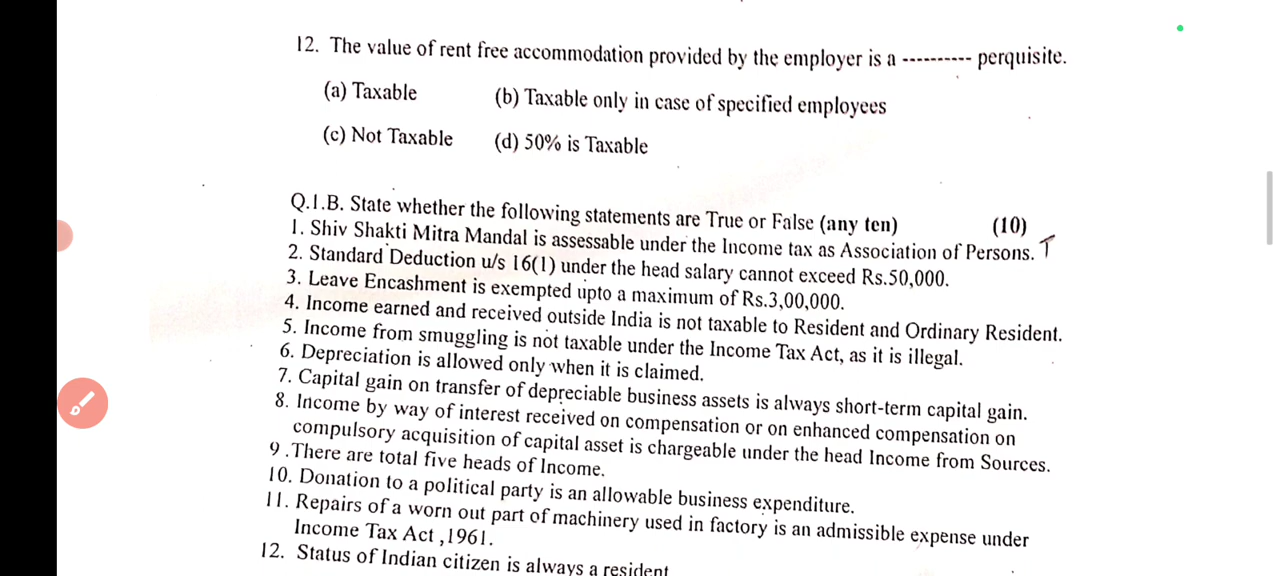 12. The value of rent free accommodation provided by the employer is a ---------- perquisite.
(a) Taxable (b) Taxable only in case of specified employees
(c) Not Taxable (d) 50% is Taxable
Q.1.B. State whether the following statements are True or False (any ten) (10)
1. Shiv Shakti Mitra Mandal is assessable under the Income tax as Association of Persons. T
2. Standard Deduction u/s 16(1) under the head salary cannot exceed Rs.50,000.
3. Leave Encashment is exempted upto a maximum of Rs.3,00,000.
4. Income earned and received outside India is not taxable to Resident and Ordinary Resident.
5. Income from smuggling is not taxable under the Income Tax Act, as it is illegal.
6. Depreciation is allowed only when it is claimed.
7. Capital gain on transfer of depreciable business assets is always short-term capital gain.
8. Income by way of interest received on compensation or on enhanced compensation on
compulsory acquisition of capital asset is chargeable under the head Income from Sources.
9 .There are total five heads of Income.
10. Donation to a political party is an allowable business expenditure.
11. Repairs of a worn out part of machinery used in factory is an admissible expense under
Income Tax Act ,1961.
12. Status of Indian citizen is always a resident